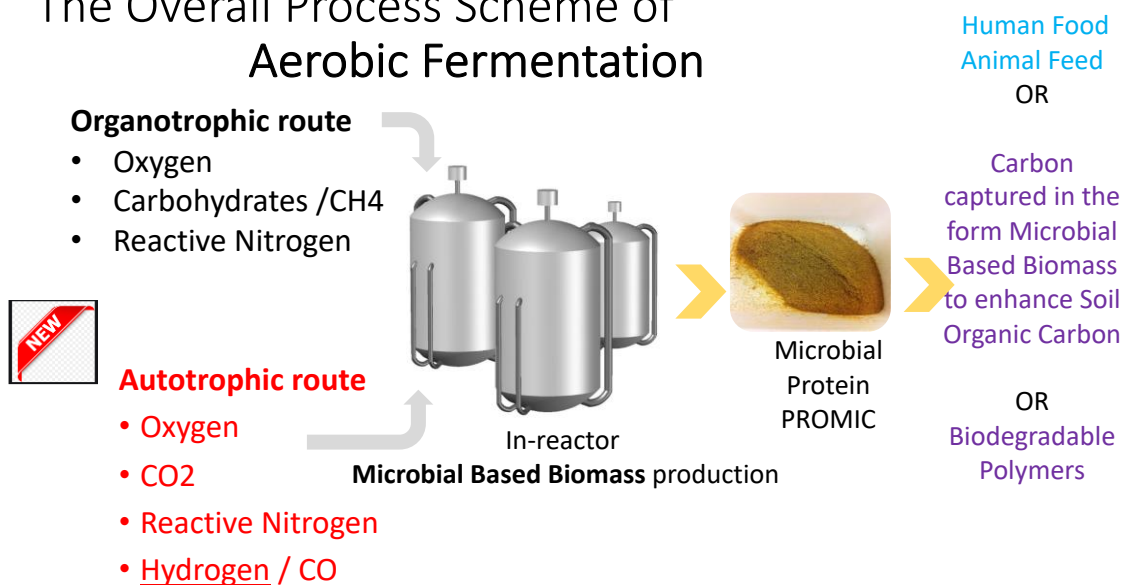 The Overall Process Scheme of
Aerobic Fermentation
Organotrophic route
• Oxygen
• Carbohydrates /CH4
• Reactive Nitrogen
NEW
Autotrophic route
• Oxygen
• CO2
• Reactive Nitrogen
• Hydrogen / CO
In-reactor
Microbial Based Biomass production
Microbial
Protein
PROMIC
Human Food
Animal Feed
OR
Carbon
captured in the
form Microbial
Based Biomass
to enhance Soil
Organic Carbon
OR
Biodegradable
Polymers